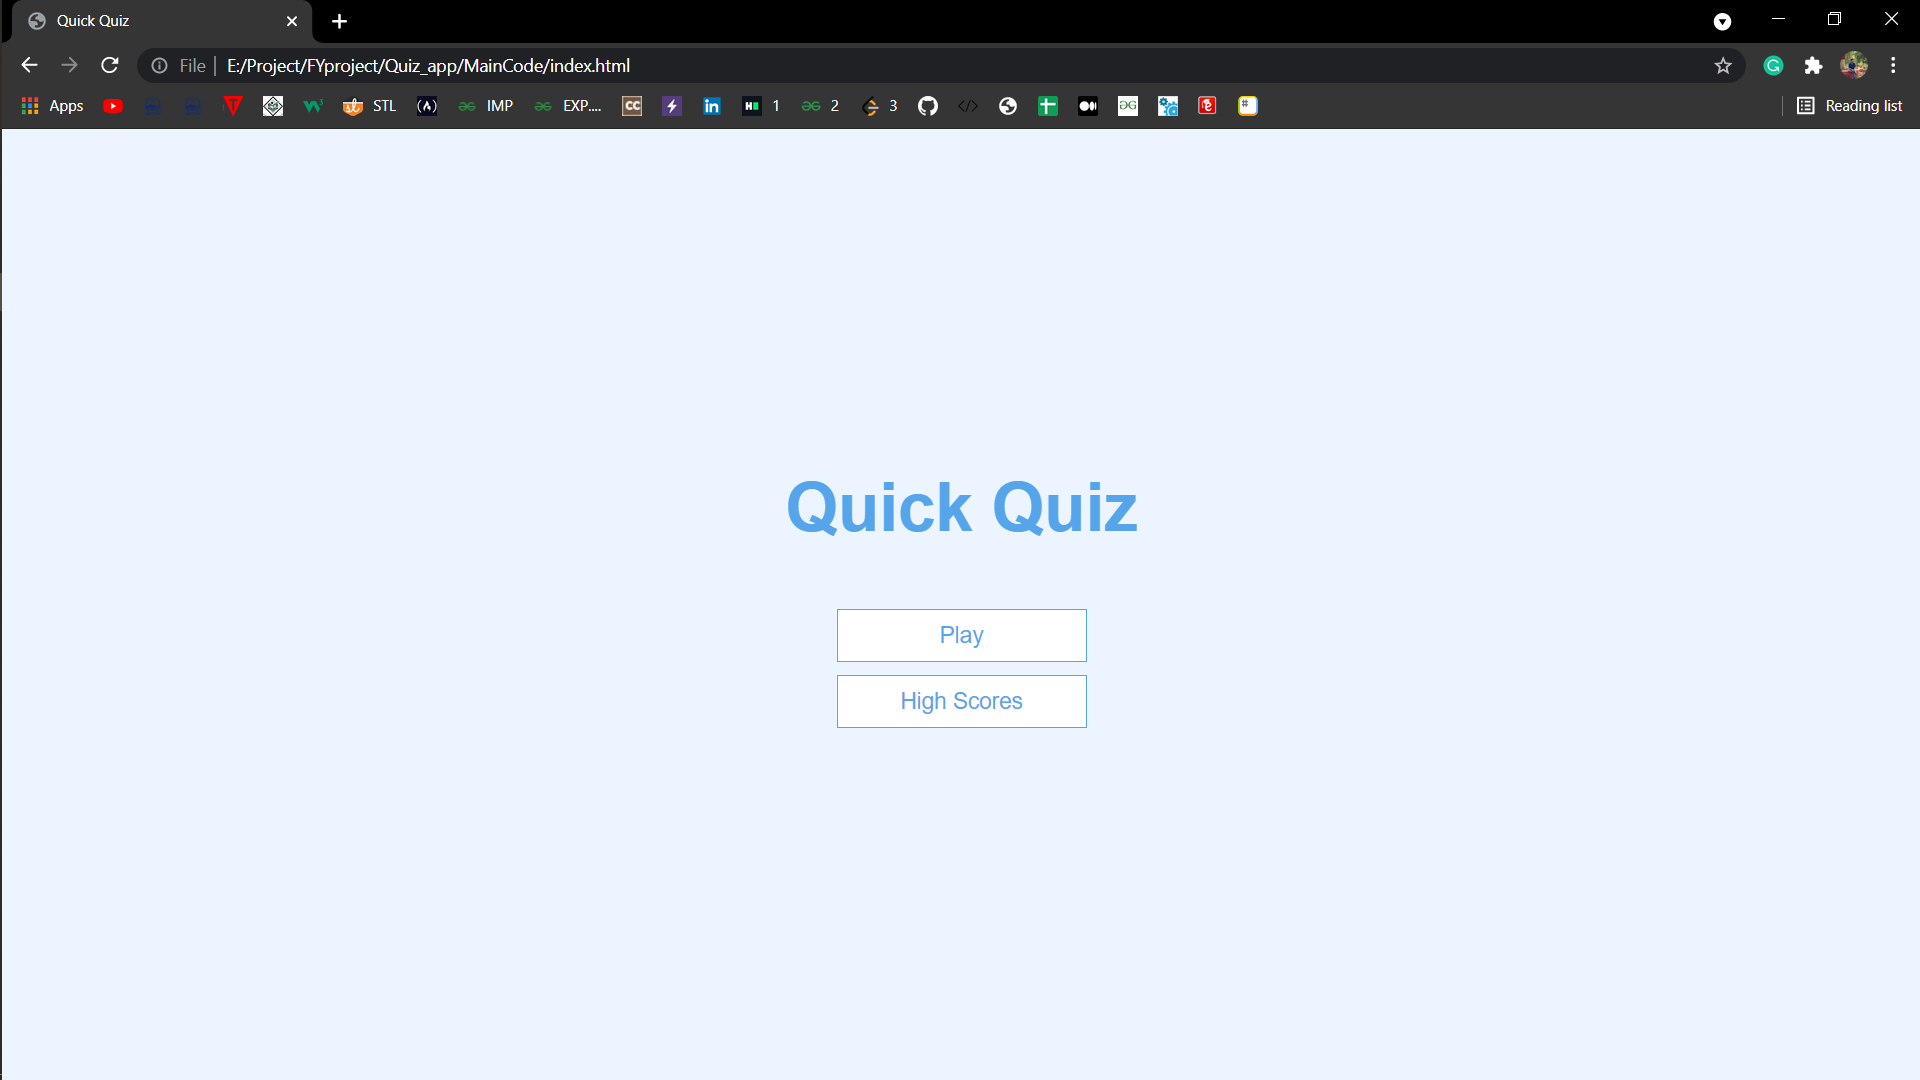 Quick Quiz
File | E:/Project/FYproject/Quiz_app/MainCode/index.html
Apps STL IMP EXP.... CC 1 2 3 Reading list
Quick Quiz
Play
High Scores